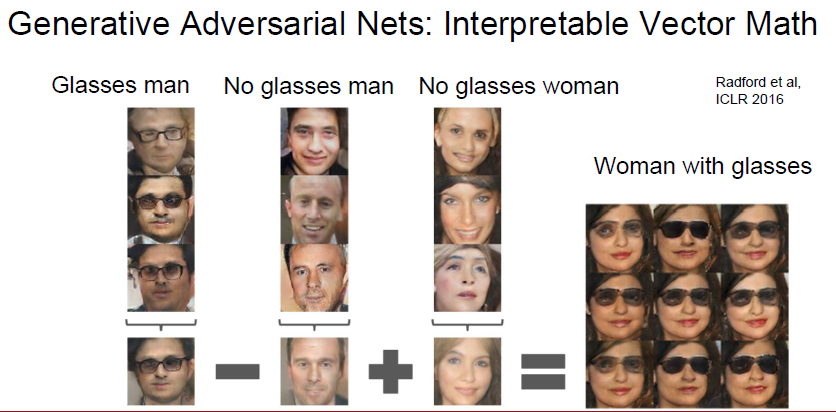 Generative Adversarial Nets: Interpretable Vector Math
Glasses man
No glasses man
No glasses woman
Radford et al,
ICLR 2016
Woman with glasses